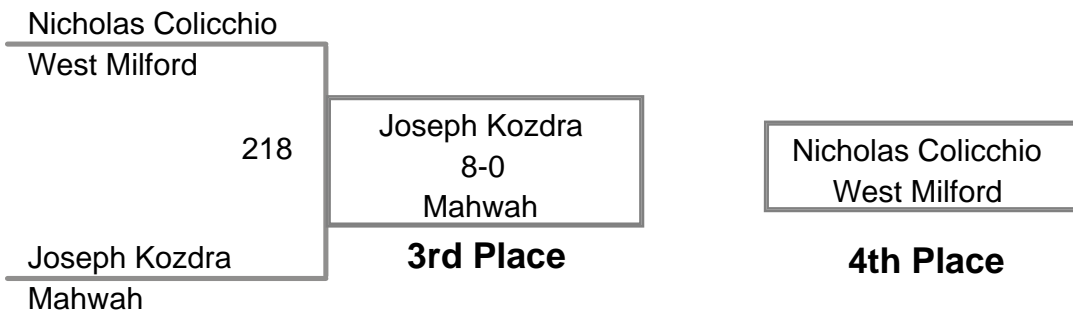 Nicholas Colicchio
West Milford
218
Joseph Kozdra
Mahwah
Joseph Kozdra
8-0
Mahwah
3rd Place
Nicholas Colicchio
West Milford
4th Place